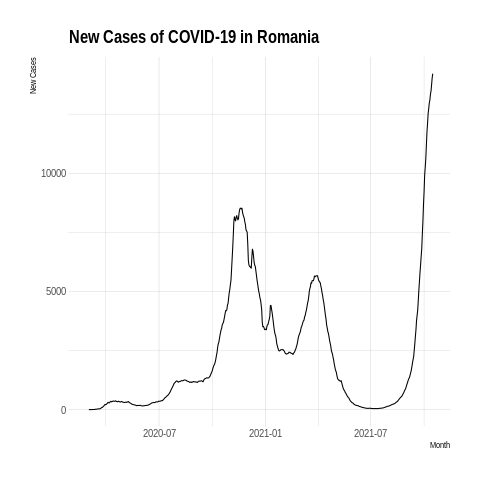 New Cases of COVID-19 in Romania
New Cases
10000
5000
0
2020-07
2021-01
2021-07
Month